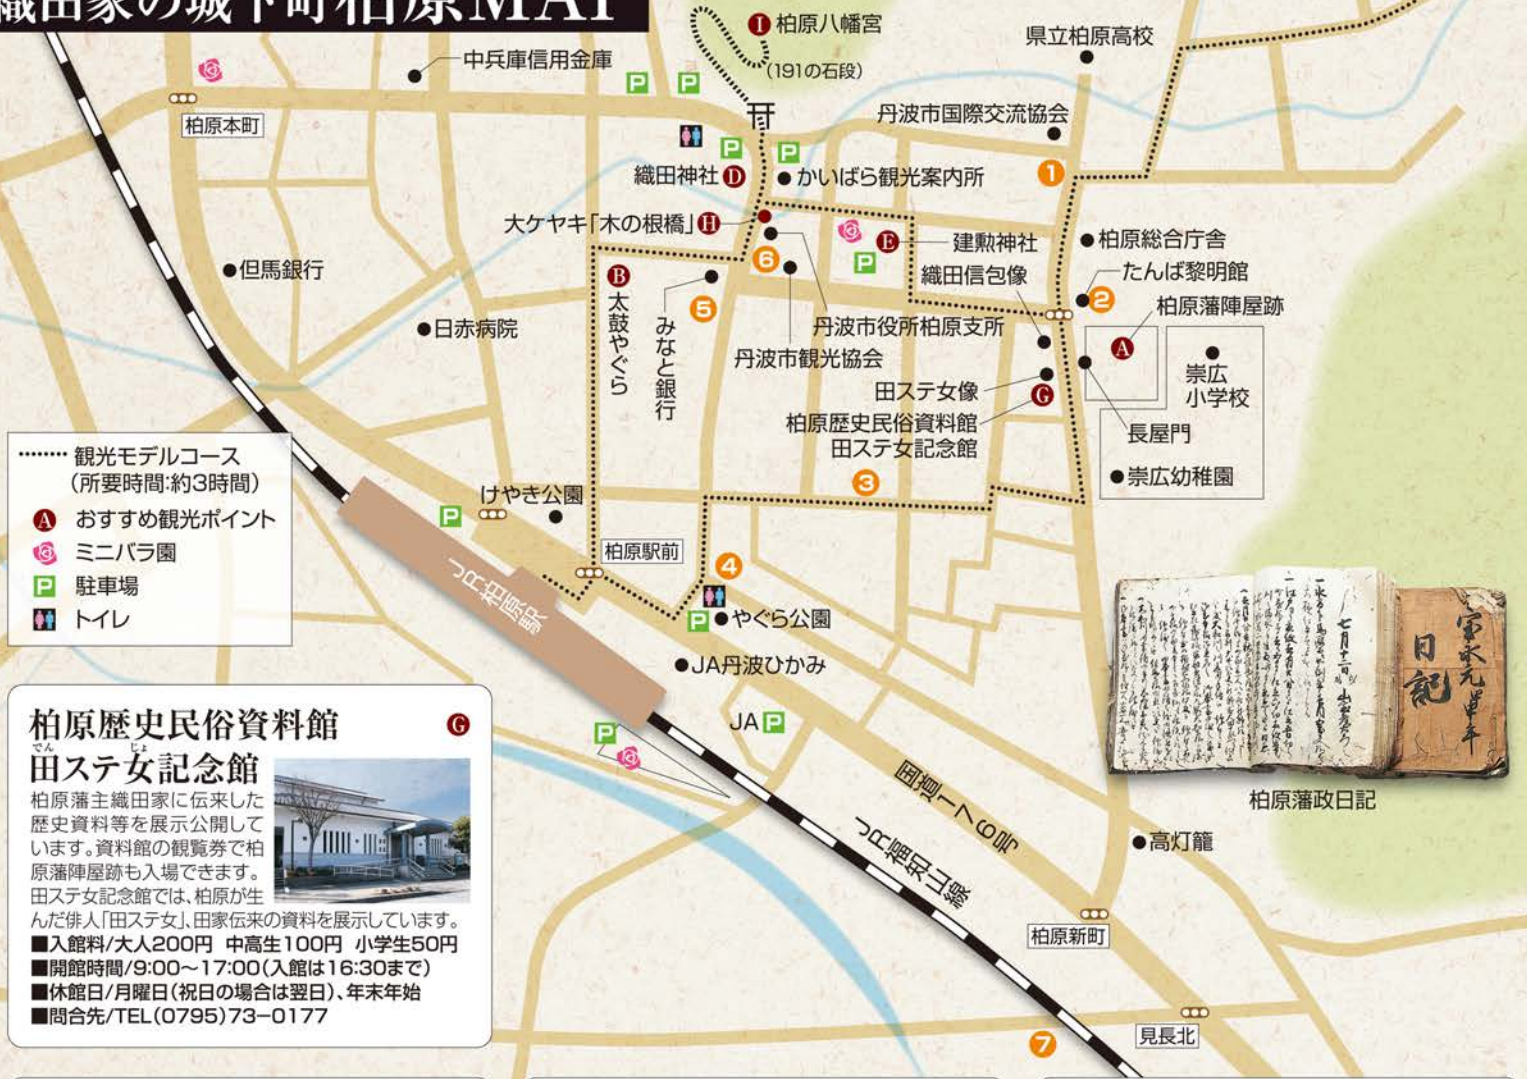 織田家の城下町柏原MAP
I 柏原八幡宮
(191の石段)
県立柏原高校
中兵庫信用金庫
P
P
柏原本町
丹波市国際交流協会
P
P
1
織田神社 D
かいばら観光案内所
大ケヤキ「木の根橋」H
E 建勲神社
P
柏原総合庁舎
6
織田信包像
たんば黎明館
2
但馬銀行
B 太鼓やぐら
5
みなと銀行
柏原藩陣屋跡
日赤病院
丹波市役所柏原支所
丹波市観光協会
A
崇広
小学校
田ステ女像
G
柏原歴史民俗資料館
田ステ女記念館
長屋門
崇広幼稚園
3
観光モデルコース
(所要時間:約3時間)
A おすすめ観光ポイント
ミニバラ園
P 駐車場
トイレ
けやき公園
P
柏原駅前
4
JR柏原駅
P
やぐら公園
JA丹波ひかみ
JA P
P
国道176号
JR福知山線
宝永元甲申年
日記
柏原藩政日記
高灯籠
柏原新町
見長北
7
柏原歴史民俗資料館
G
でん じょ
田ステ女記念館
柏原藩主織田家に伝来した
歴史資料等を展示公開して
います。資料館の観覧券で柏
原藩陣屋跡も入場できます。
田ステ女記念館では、柏原が生
んだ俳人「田ステ女」、田家伝来の資料を展示しています。
■入館料/大人200円 中高生100円 小学生50円
■開館時間/9:00～17:00(入館は16:30まで)
■休館日/月曜日(祝日の場合は翌日)、年末年始
■問合先/TEL(0795)73-0177